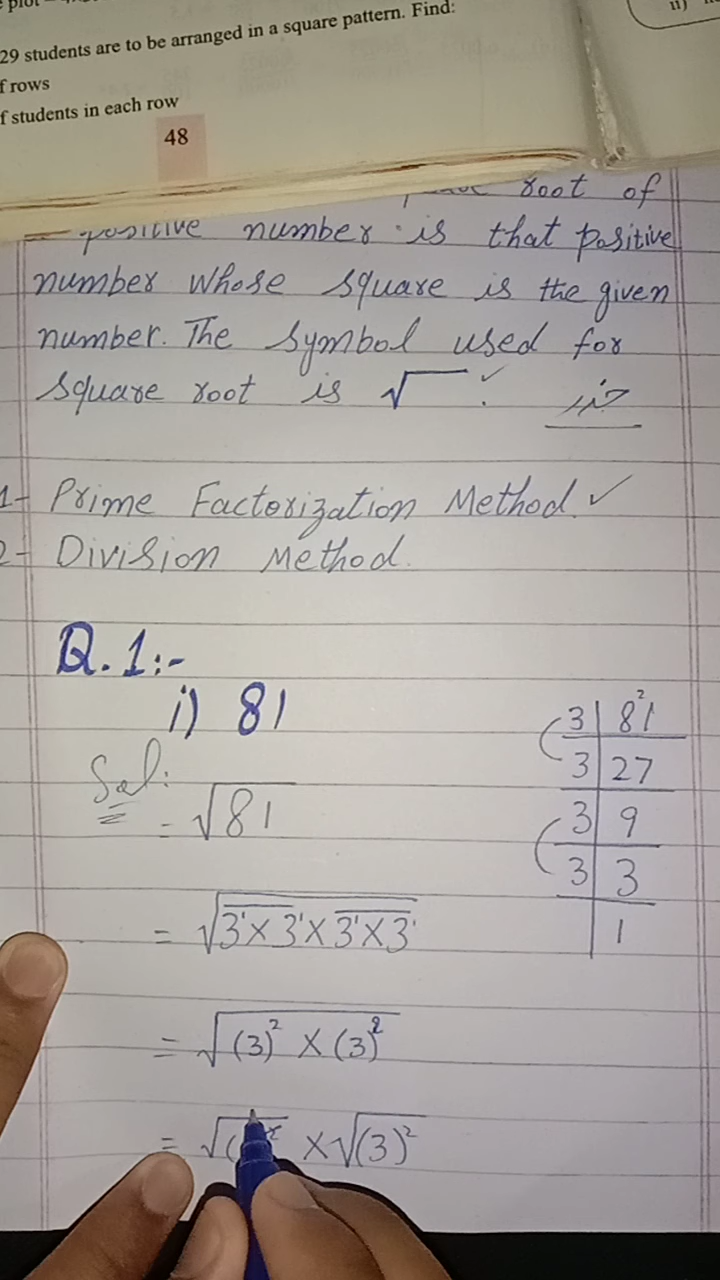 29 students are to be arranged in a square pattern. Find:
f rows
f students in each row
48
ii)
root of
positive number is that positive
number whose square is the given
number. The symbol used for
square root is √ جذر
1- Prime Factorization Method. ✓
2- Division Method.
Q.1:-
i) 81
Sol:
= √81
= √3×3×3×3
= √(3)² × (3)²
× √(3)²
3 | 81
3 | 27
3 | 9
3 | 3
1